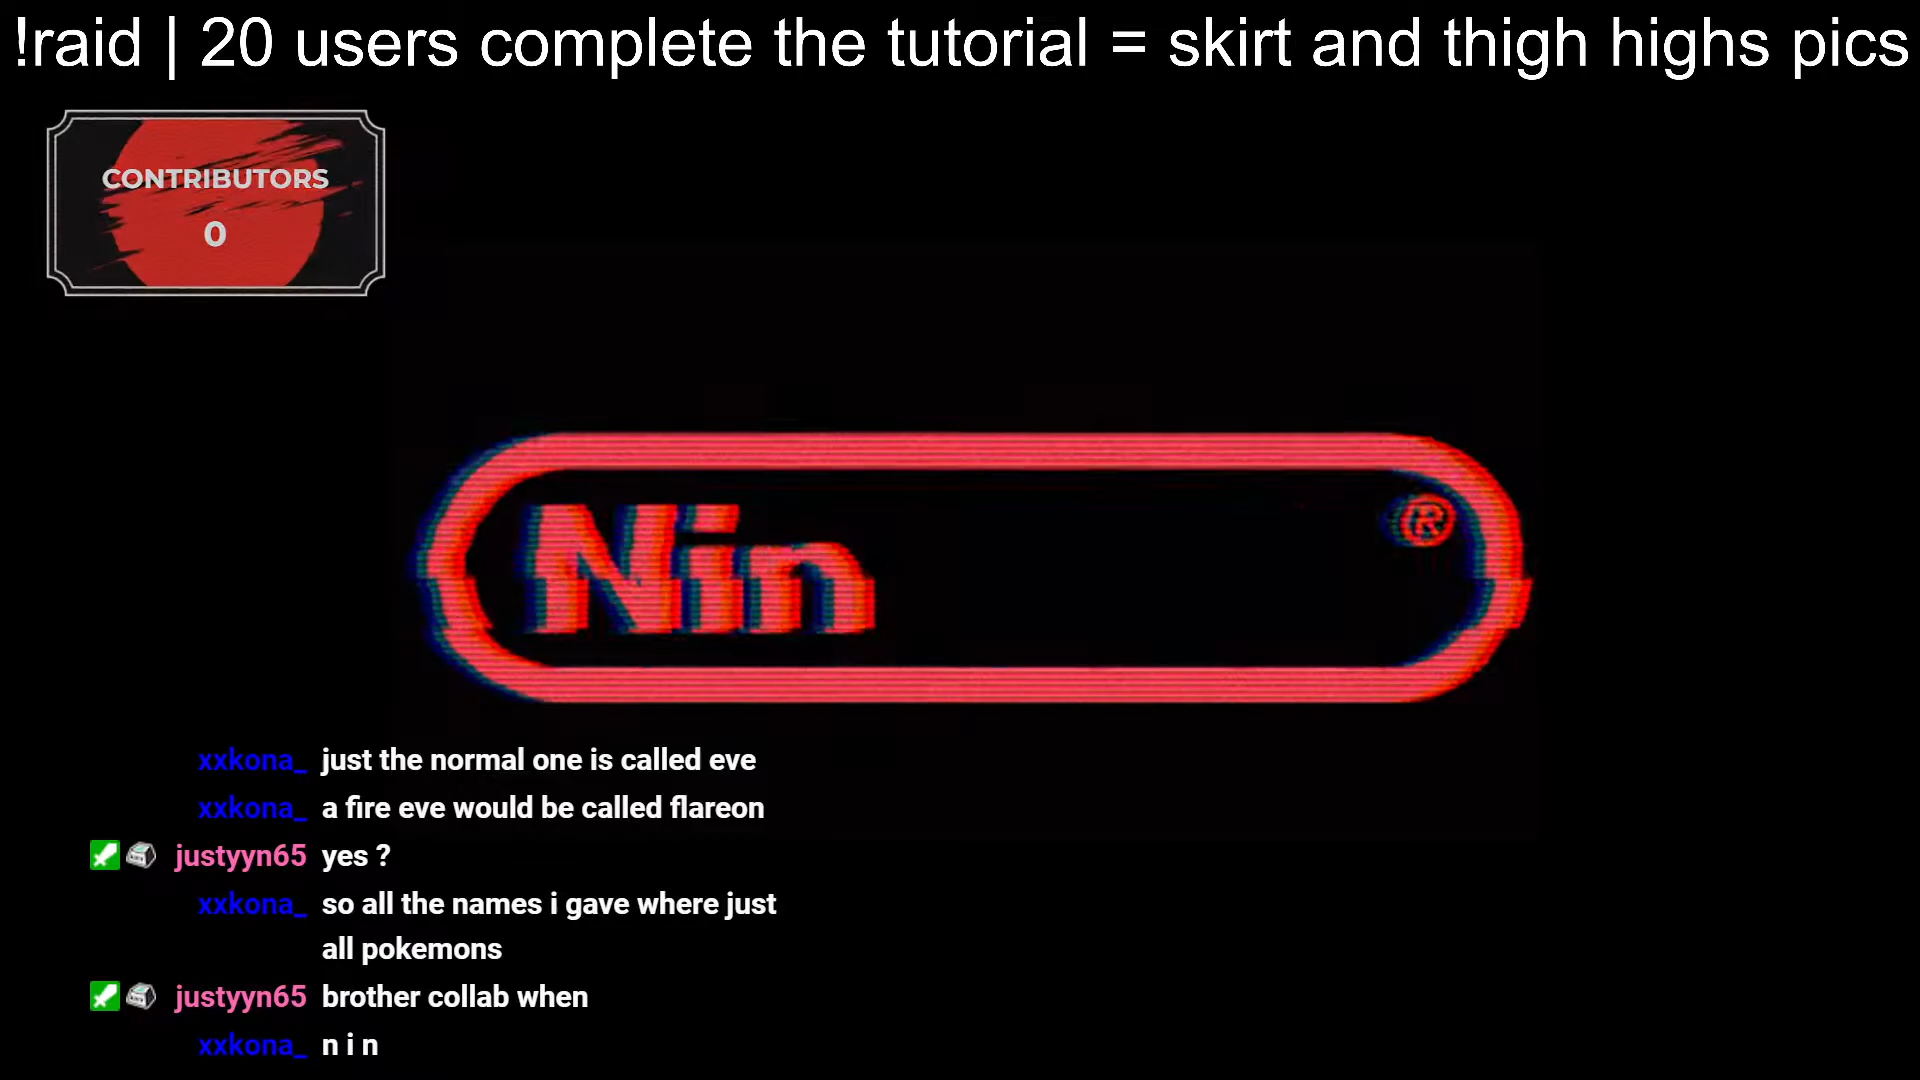 !raid | 20 users complete the tutorial = skirt and thigh highs pics
CONTRIBUTORS
0
Nin ®
xxkona_ just the normal one is called eve
xxkona_ a fire eve would be called flareon
justyyn65 yes ?
xxkona_ so all the names i gave where just
all pokemons
justyyn65 brother collab when
xxkona_ n i n